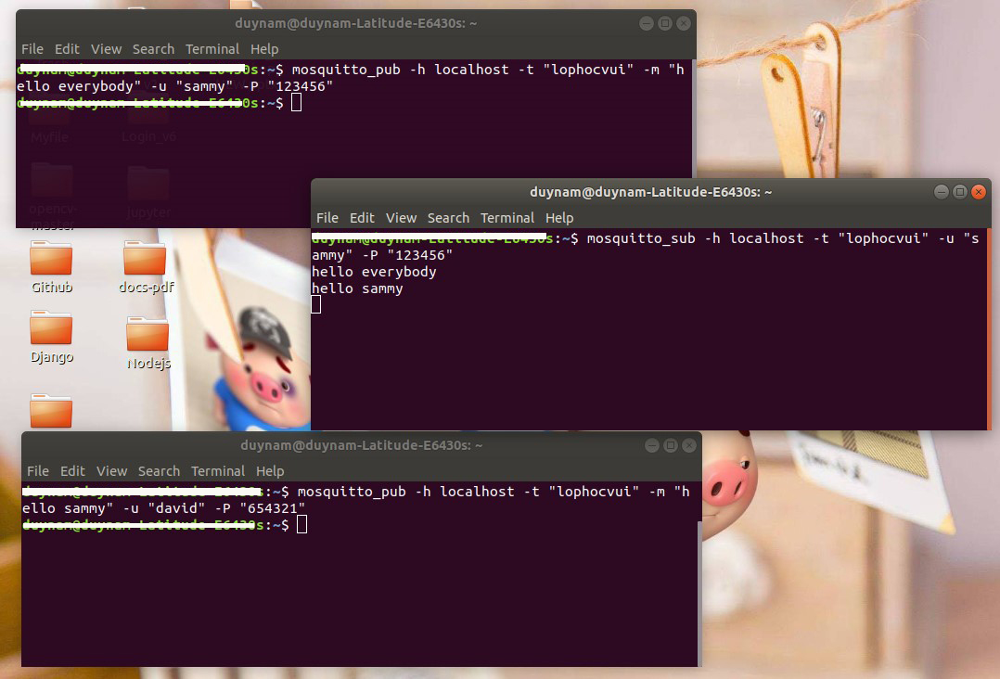 duynam@duynam-Latitude-E6430s: ~
File Edit View Search Terminal Help
duynam@duynam-Latitude-E6430s:~$ mosquitto_pub -h localhost -t "lophocvui" -m "h
ello everybody" -u "sammy" -P "123456"
duynam@duynam-Latitude-E6430s:~$
Myfile
Login_v6
opencv-
master
jupyter
duynam@duynam-Latitude-E6430s: ~
File Edit View Search Terminal Help
duynam@duynam-Latitude-E6430s:~$ mosquitto_sub -h localhost -t "lophocvui" -u "s
ammy" -P "123456"
hello everybody
hello sammy
Github
docs-pdf
Django
Nodejs
duynam@duynam-Latitude-E6430s: ~
File Edit View Search Terminal Help
duynam@duynam-Latitude-E6430s:~$ mosquitto_pub -h localhost -t "lophocvui" -m "h
ello sammy" -u "david" -P "654321"
duynam@duynam-Latitude-E6430s:~$